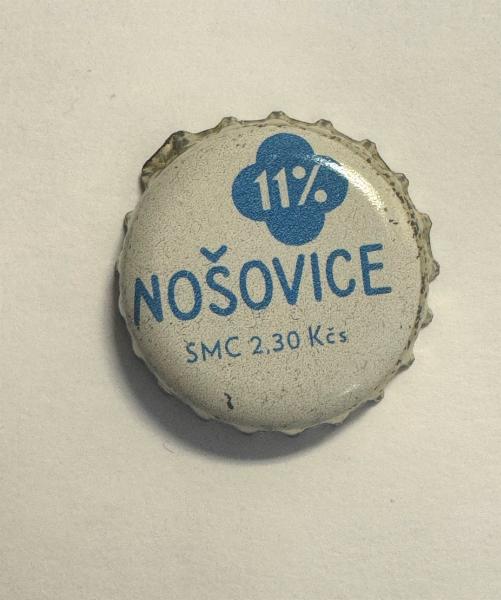 11%
NOŠOVICE
SMC 2,30 Kčs